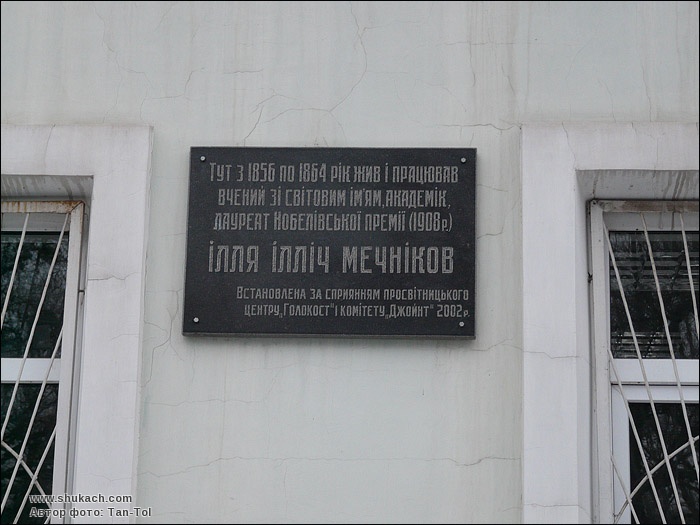 Тут з 1856 по 1864 рік жив і працював
вчений зі світовим ім'ям, академік,
лауреат Нобелівської премії (1908 р.)
Ілля Ілліч Мечніков
Встановлена за сприянням просвітницького
центру „Голокост" і комітету „Джойнт" 2002 р.
www.shukach.com
Автор фото: Tan-Tol